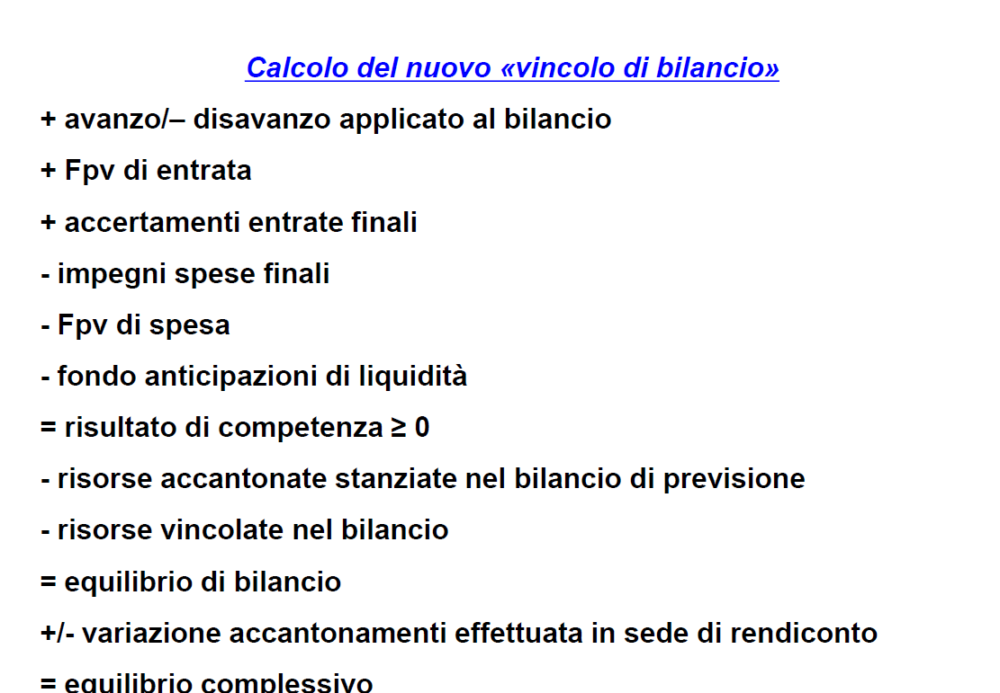 Calcolo del nuovo «vincolo di bilancio»
+ avanzo/– disavanzo applicato al bilancio
+ Fpv di entrata
+ accertamenti entrate finali
- impegni spese finali
- Fpv di spesa
- fondo anticipazioni di liquidità
= risultato di competenza ≥ 0
- risorse accantonate stanziate nel bilancio di previsione
- risorse vincolate nel bilancio
= equilibrio di bilancio
+/- variazione accantonamenti effettuata in sede di rendiconto
= equilibrio complessivo